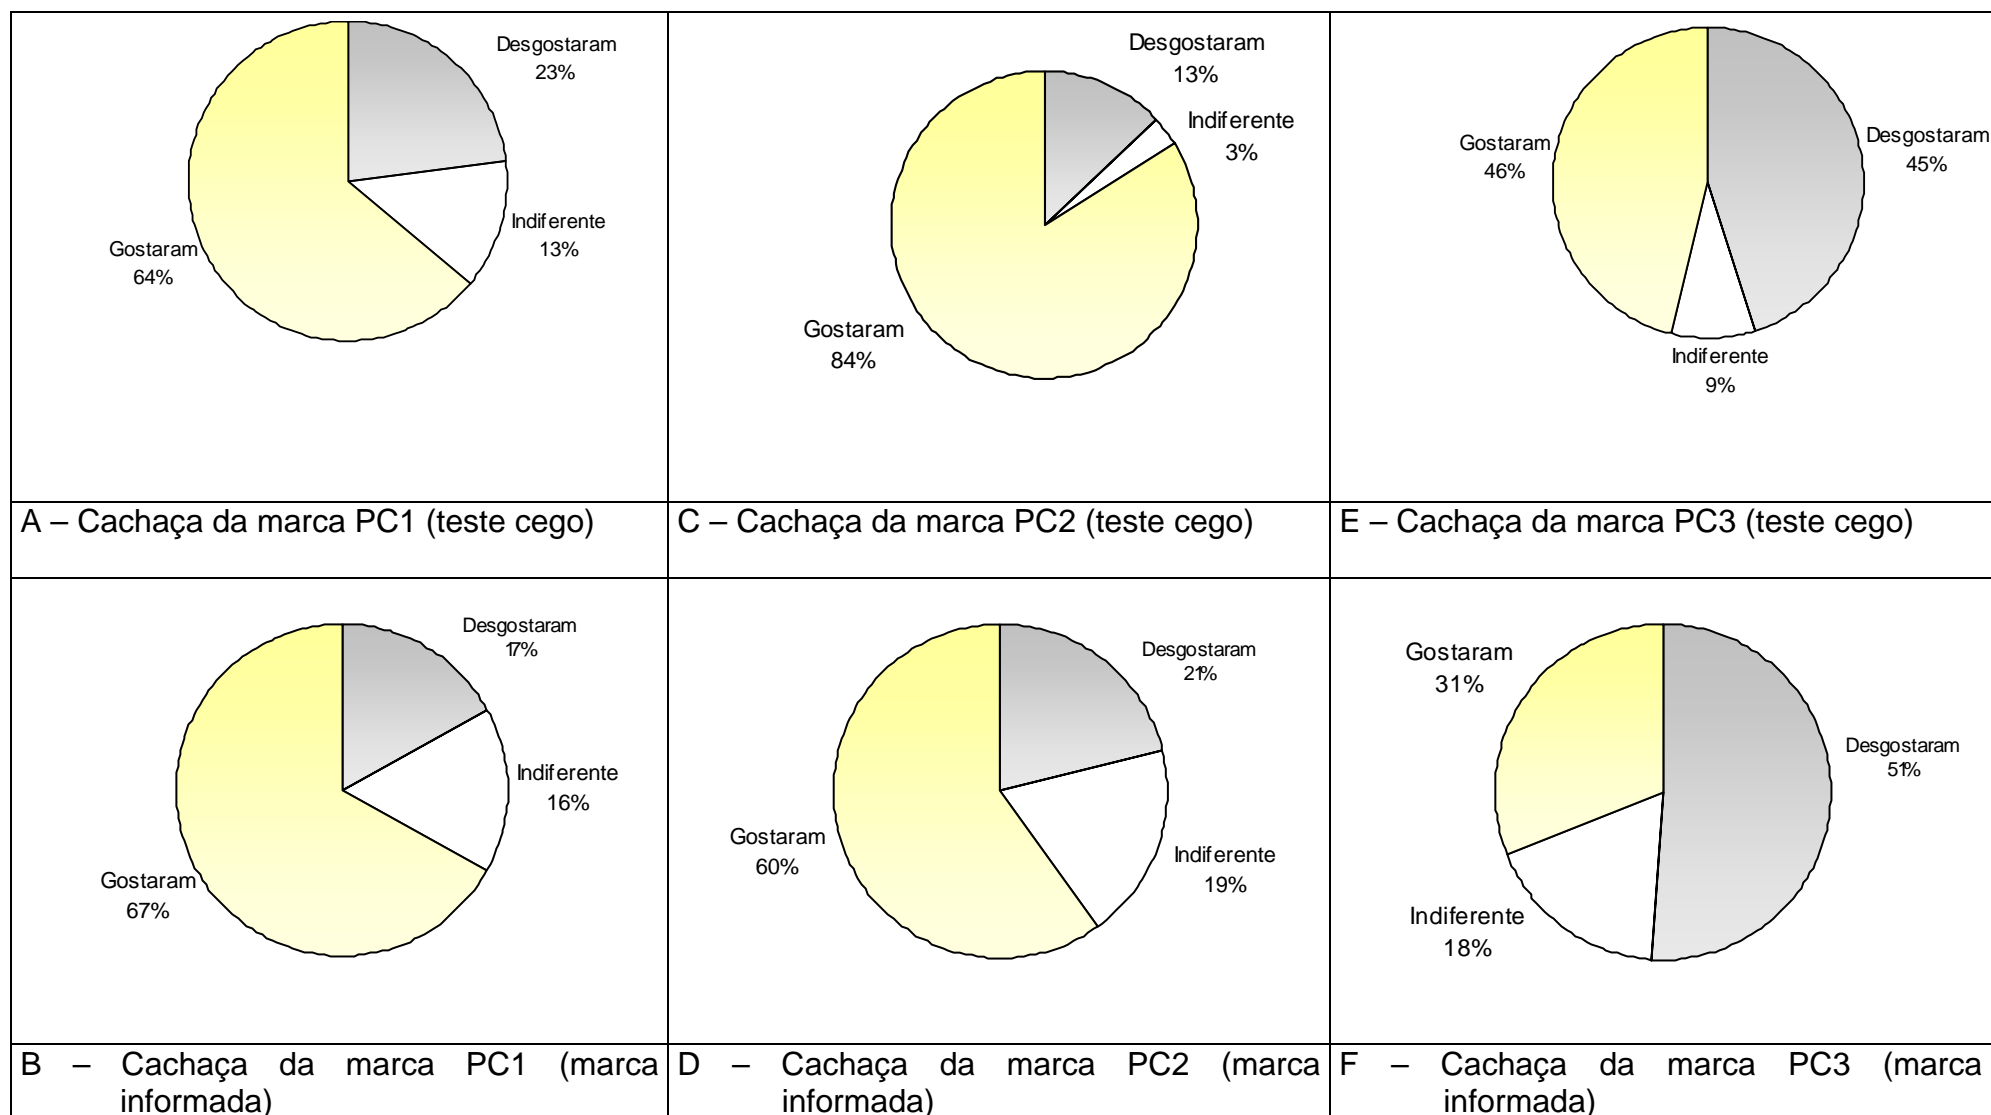 Desgostaram
23%
Indiferente
13%
Gostaram
64%
Desgostaram
13%
Indiferente
3%
Gostaram
84%
Gostaram
46%
Desgostaram
45%
Indiferente
9%
A – Cachaça da marca PC1 (teste cego)
C – Cachaça da marca PC2 (teste cego)
E – Cachaça da marca PC3 (teste cego)
Desgostaram
17%
Indiferente
16%
Gostaram
67%
Desgostaram
21%
Indiferente
19%
Gostaram
60%
Gostaram
31%
Desgostaram
51%
Indiferente
18%
B – Cachaça da marca PC1 (marca
informada)
D – Cachaça da marca PC2 (marca
informada)
F – Cachaça da marca PC3 (marca
informada)